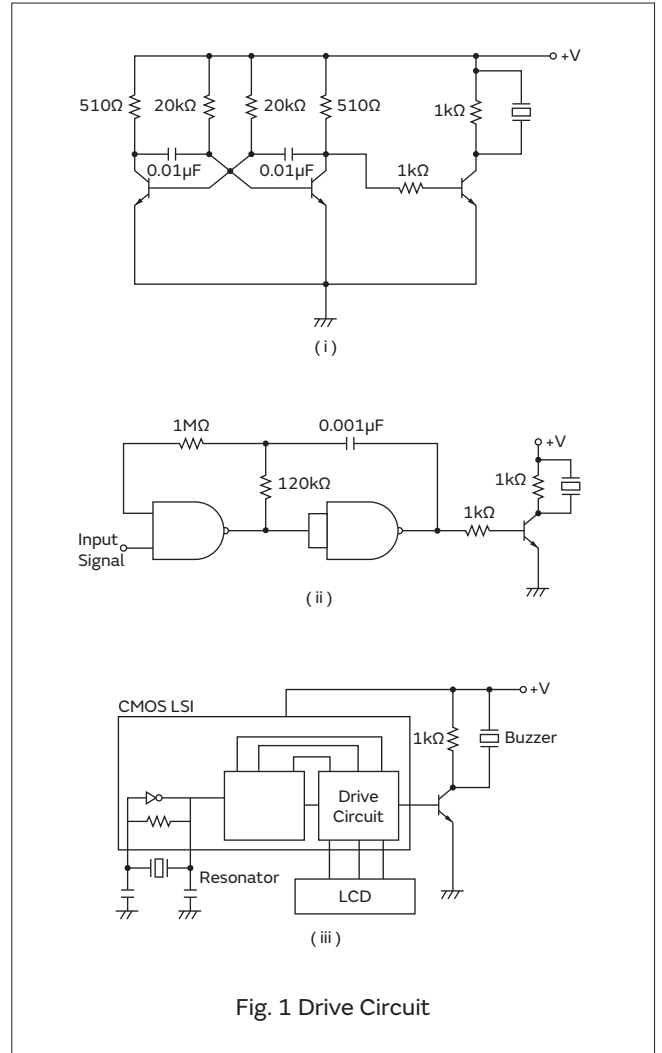 +V
510Ω 20kΩ 20kΩ 510Ω 1kΩ
0.01μF 0.01μF 1kΩ
( i )
1MΩ 0.001μF
+V
120kΩ 1kΩ
1kΩ
Input
Signal
( ii )
+V
CMOS LSI
1kΩ Buzzer
Drive
Circuit
Resonator
LCD
(iii)
Fig. 1 Drive Circuit